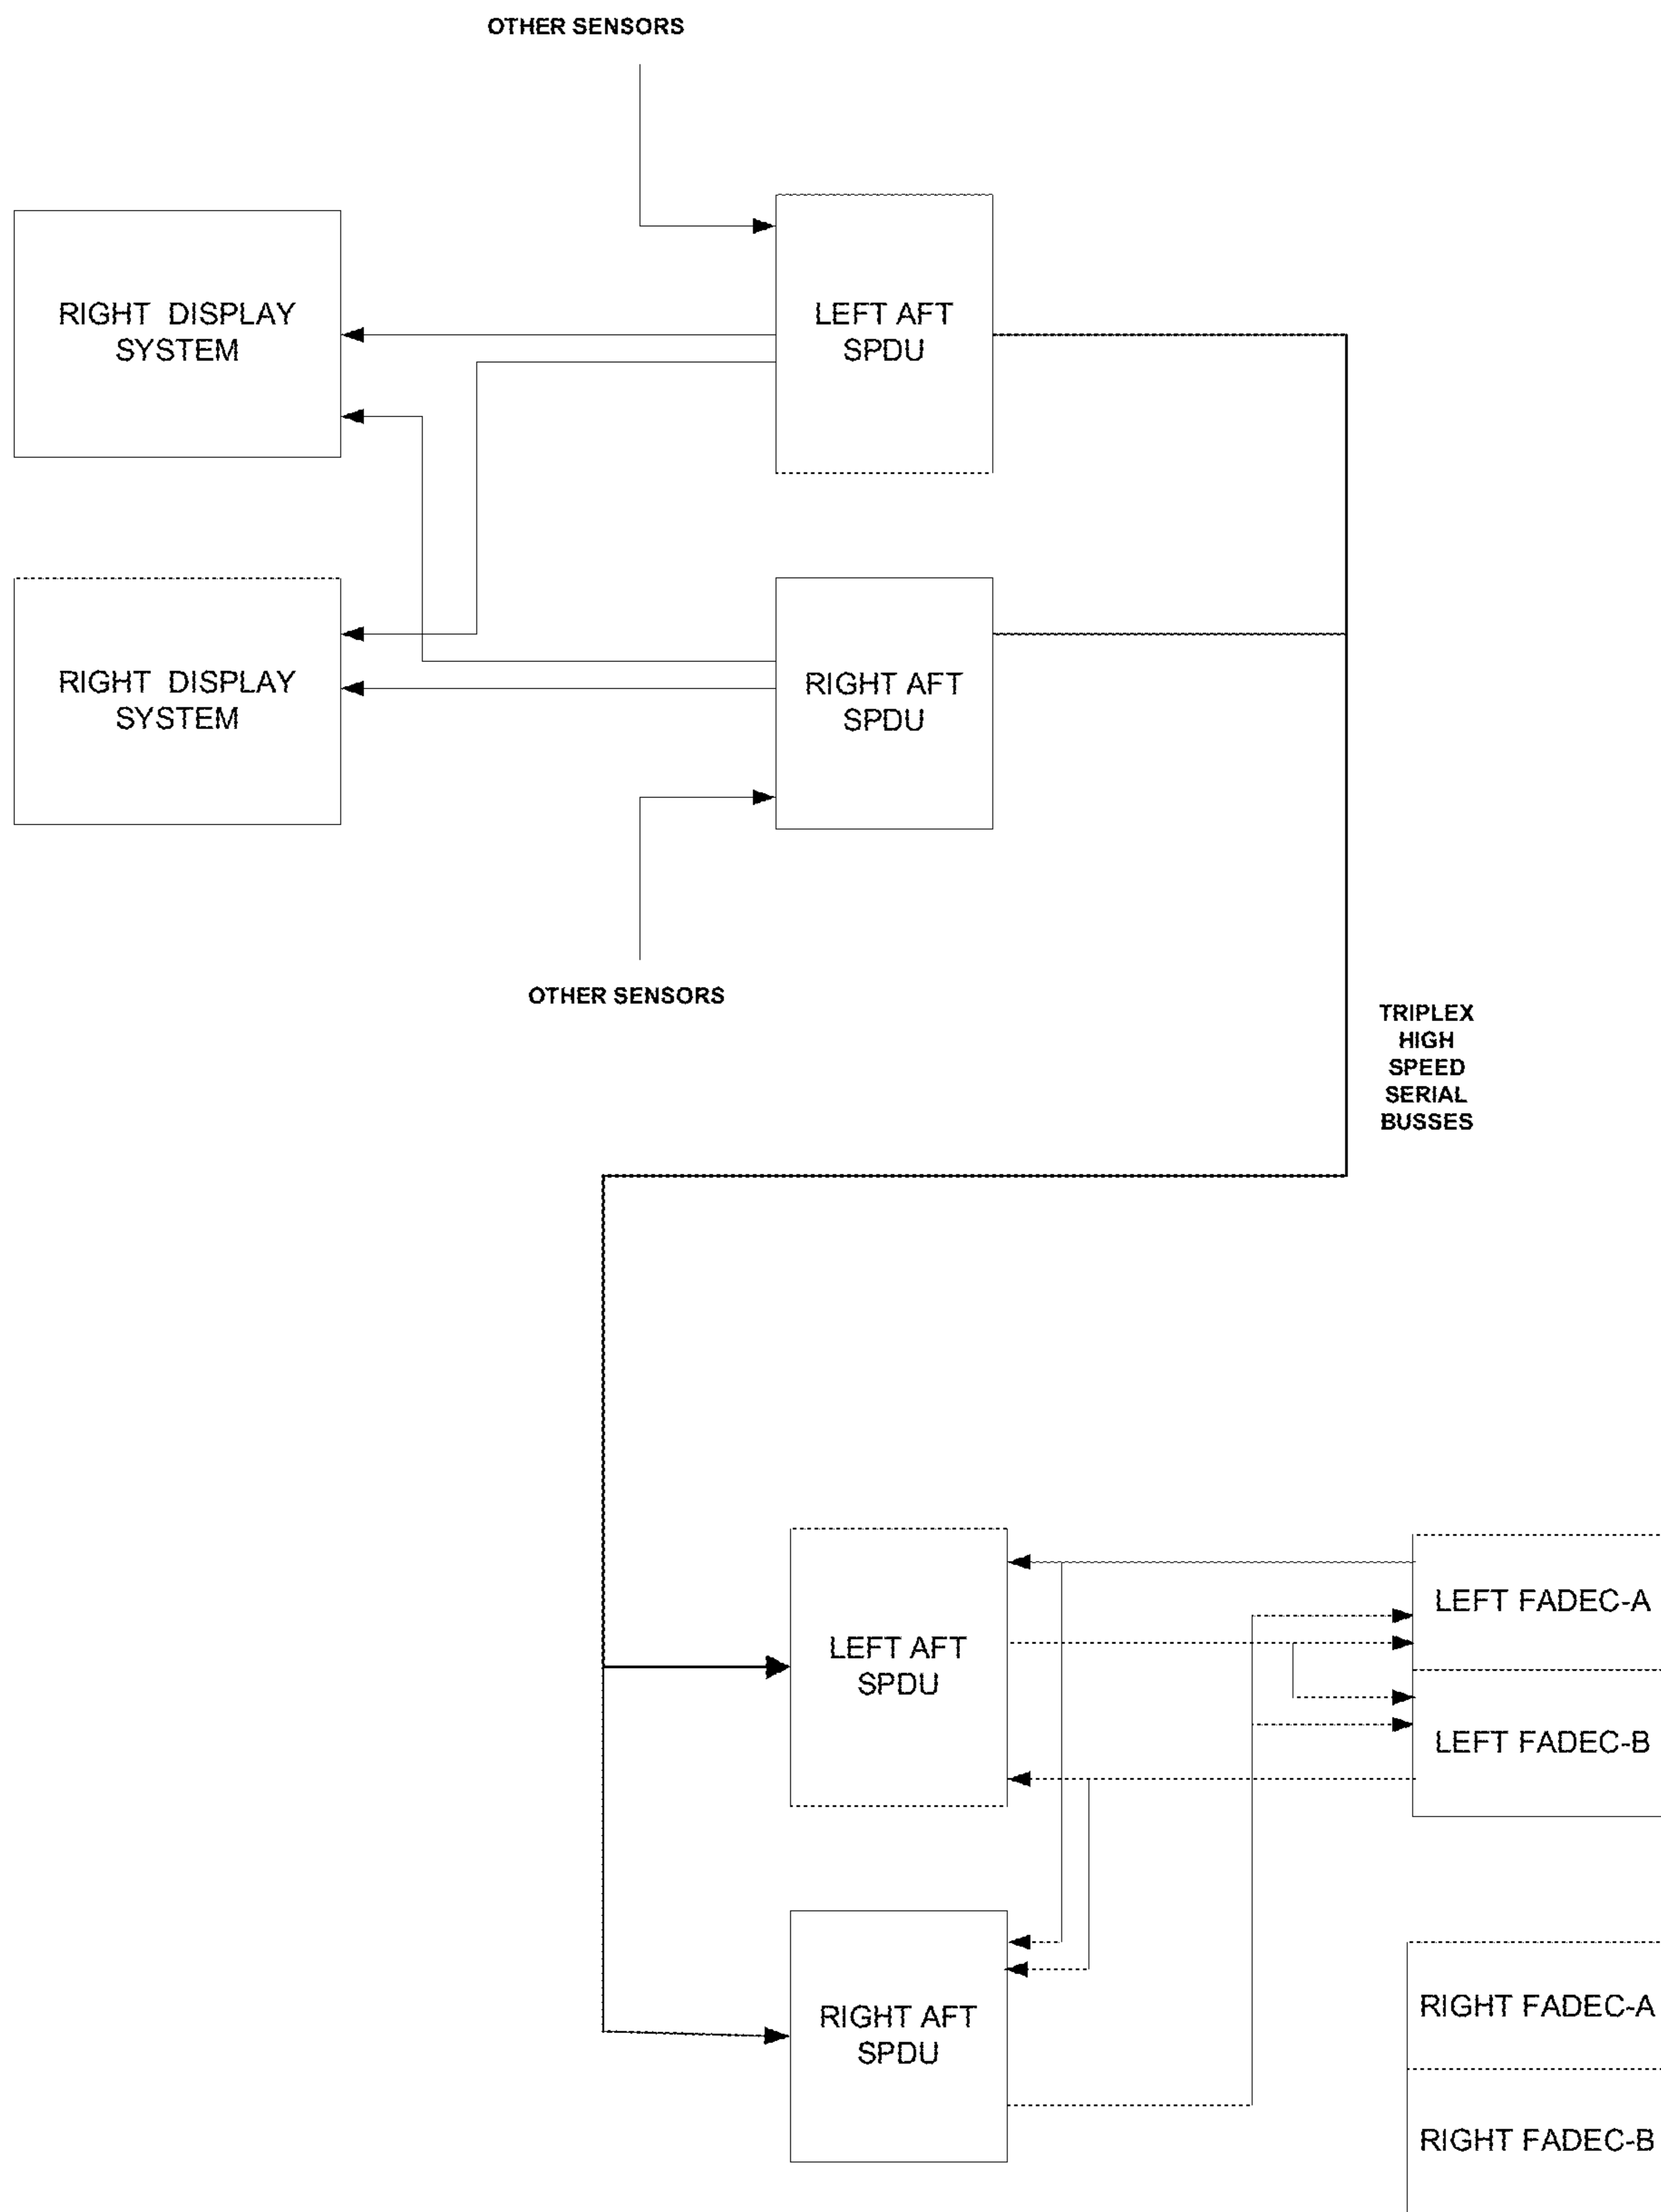 OTHER SENSORS
RIGHT DISPLAY
SYSTEM
LEFT AFT
SPDU
RIGHT DISPLAY
SYSTEM
RIGHT AFT
SPDU
OTHER SENSORS
TRIPLEX
HIGH
SPEED
SERIAL
BUSSES
LEFT AFT
SPDU
LEFT FADEC-A
LEFT FADEC-B
RIGHT AFT
SPDU
RIGHT FADEC-A
RIGHT FADEC-B